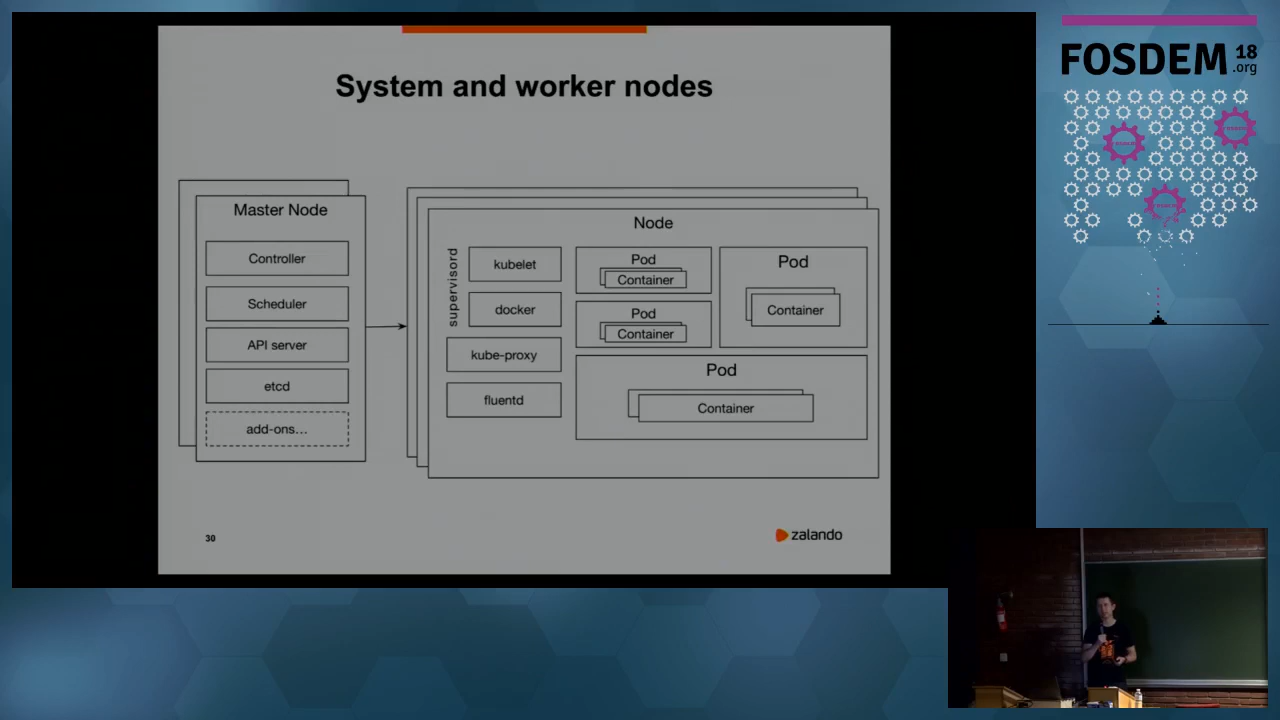 System and worker nodes
Master Node
Controller
Scheduler
API server
etcd
add-ons...
Node
supervisord
kubelet
docker
kube-proxy
fluentd
Pod
Container
Pod
Container
Pod
Container
Pod
Container
30
zalando
FOSDEM 18
.org